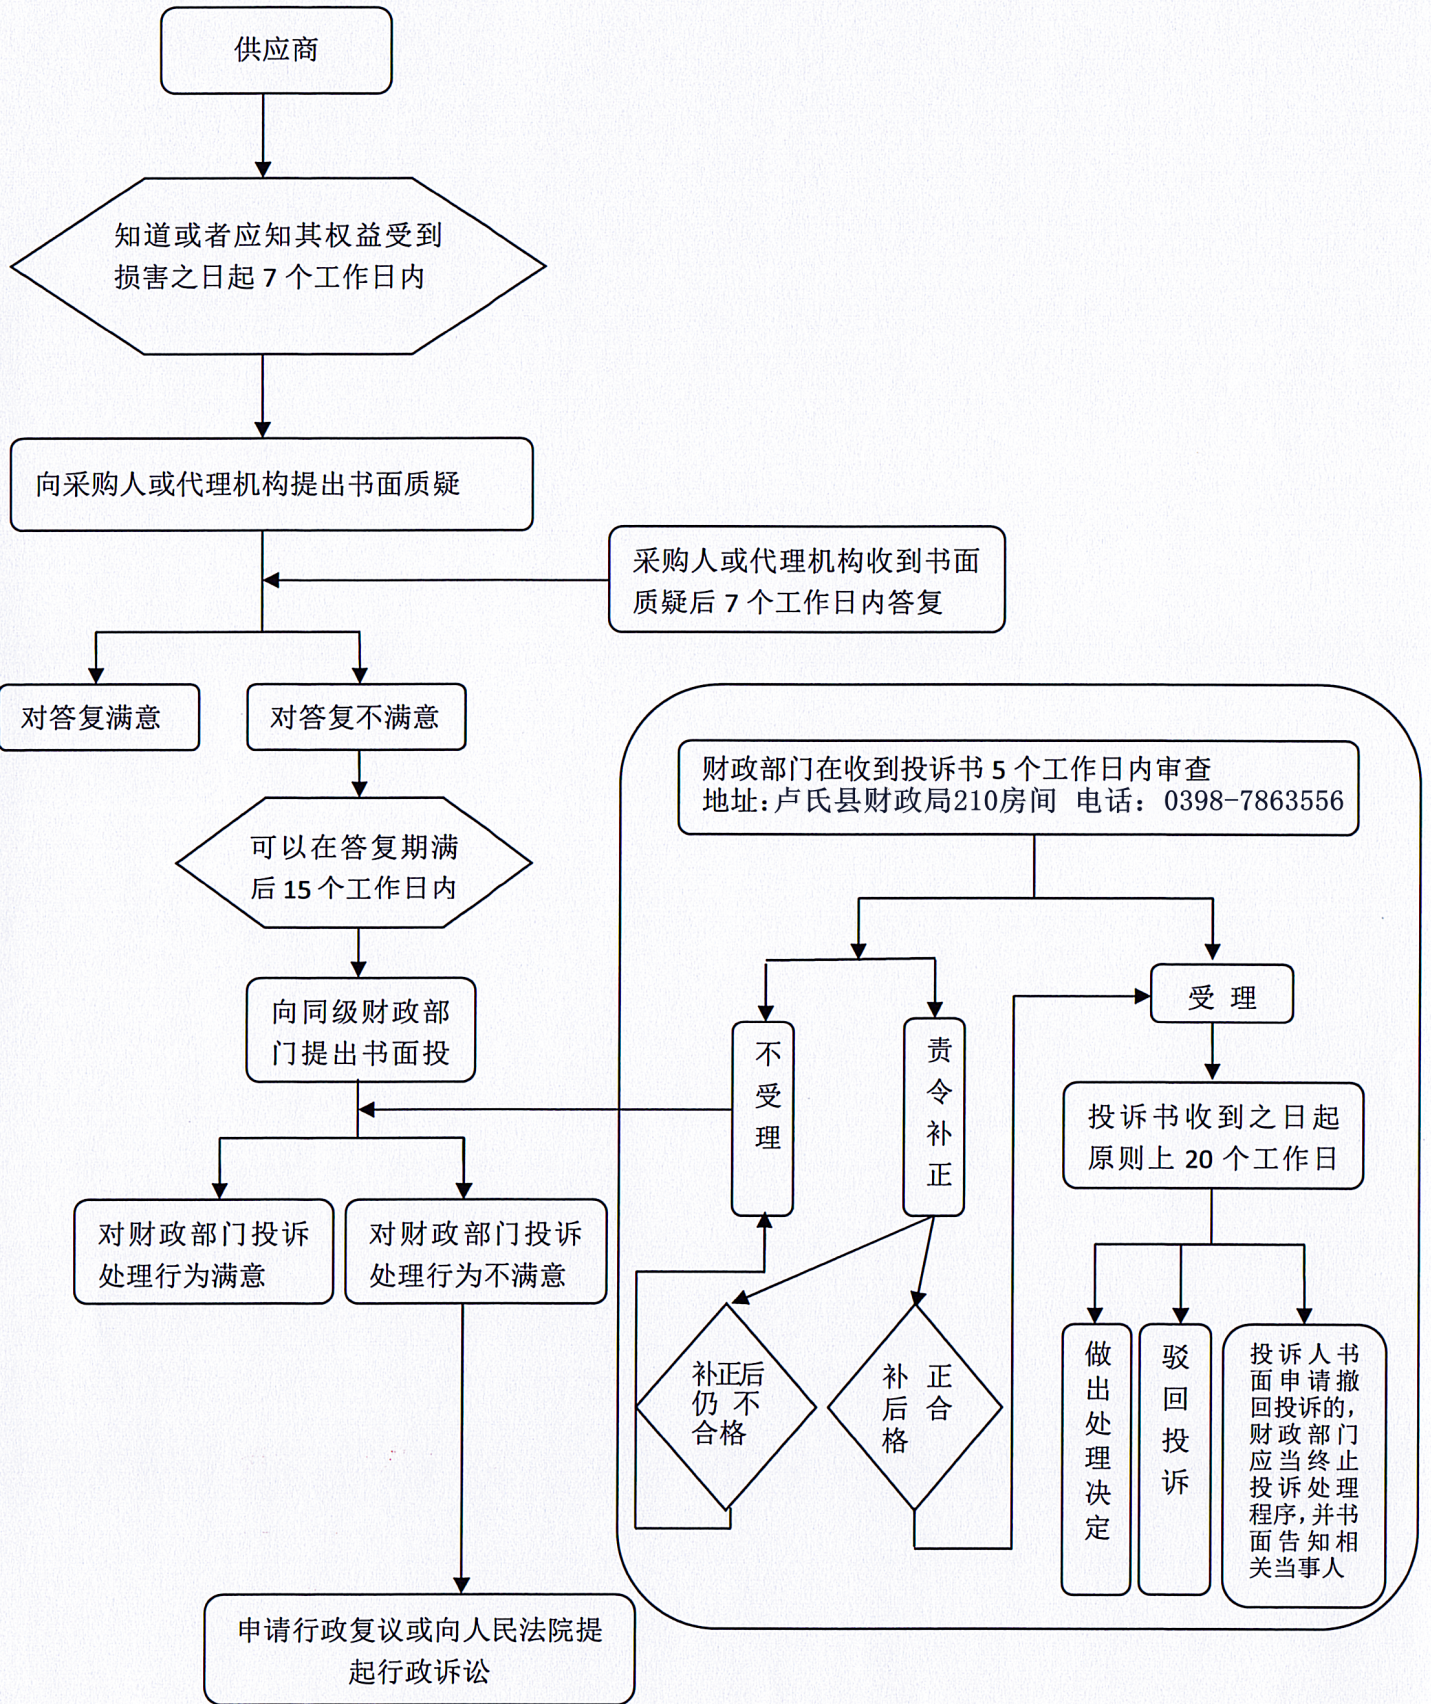 供应商
知道或者应知其权益受到
损害之日起 7 个工作日内
向采购人或代理机构提出书面质疑
采购人或代理机构收到书面
质疑后 7 个工作日内答复
对答复满意
对答复不满意
可以在答复期满
后 15 个工作日内
向同级财政部
门提出书面投
对财政部门投诉
处理行为满意
对财政部门投诉
处理行为不满意
申请行政复议或向人民法院提
起行政诉讼
财政部门在收到投诉书 5 个工作日内审查
地址：卢氏县财政局210房间 电话：0398-7863556
不受理
责令补正
补正后
仍 不
合格
补 正
后 合
格
受 理
投诉书收到之日起
原则上 20 个工作日
做出处理决定
驳回投诉
投诉人书
面申请撤
回投诉的，
财政部门
应当终止
投诉处理
程序，并书
面告知相
关当事人